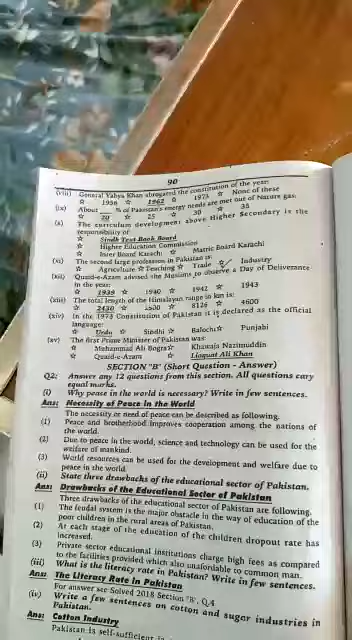 90
(viii) General Yahya Khan abrogated the constitution of the year:
☆ 1956 ☆ 1962 ☆ 1973 ☆ None of these
(ix) About % of Pakistan's energy needs are met out of Nature gas:
☆ 20 ☆ 25 ☆ 30 ☆ 35
(x) The curriculum development above Higher Secondary is the
responsibility of
☆ Sindh Text Book Board
☆ Higher Education Commission
☆ Inter Board Karachi ☆ Matric Board Karachi
(xi) The second large profession in Pakistan is:
☆ Agriculture ☆ Teaching ☆ Trade ☆ Industry
(xii) Quaid-e-Azam advised the Muslims to observe a Day of Deliverance
in the year:
☆ 1939 ☆ 1940 ☆ 1942 ☆ 1943
(xiii) The total length of the Himalayan range in km is:
☆ 2430 ☆ 2500 ☆ 8126 ☆ 4600
(xiv) In the 1973 Constitution of Pakistan it is declared as the official
language:
☆ Urdu ☆ Sindhi ☆ Balochi ☆ Punjabi
(xv) The first Prime Minister of Pakistan was:
☆ Mohammad Ali Bogra ☆ Khawaja Nazimuddin
☆ Quaid-e-Azam ☆ Liaquat Ali Khan
SECTION "B" (Short Question - Answer)
Q2: Answer any 12 questions from this section. All questions cary
equal marks.
(i) Why peace in the world is necessary? Write in few sentences.
Ans: Necessity of Peace in the World
The necessity or need of peace can be described as following.
(1) Peace and brotherhood improves cooperation among the nations of
the world.
(2) Due to peace in the world, science and technology can be used for the
welfare of mankind.
(3) World resources can be used for the development and welfare due to
peace in the world.
(ii) State three drawbacks of the educational sector of Pakistan.
Ans: Drawbacks of the Educational Sector of Pakistan
Three drawbacks of the educational sector of Pakistan are following.
(1) The feudal system is the major obstacle in the way of education of the
poor children in the rural areas of Pakistan.
(2) At each stage of the education of the children dropout rate has
increased.
(3) Private sector educational institutions charge high fees as compared
to the facilities provided which also unaffordable to common man.
(iii) What is the literacy rate in Pakistan? Write in few sentences.
Ans: The Literacy Rate in Pakistan
For answer see Solved 2018 Section "B", Q.4
(iv) Write a few sentences on cotton and sugar industries in
Pakistan.
Ans: Cotton Industry
Pakistan is self-sufficient in